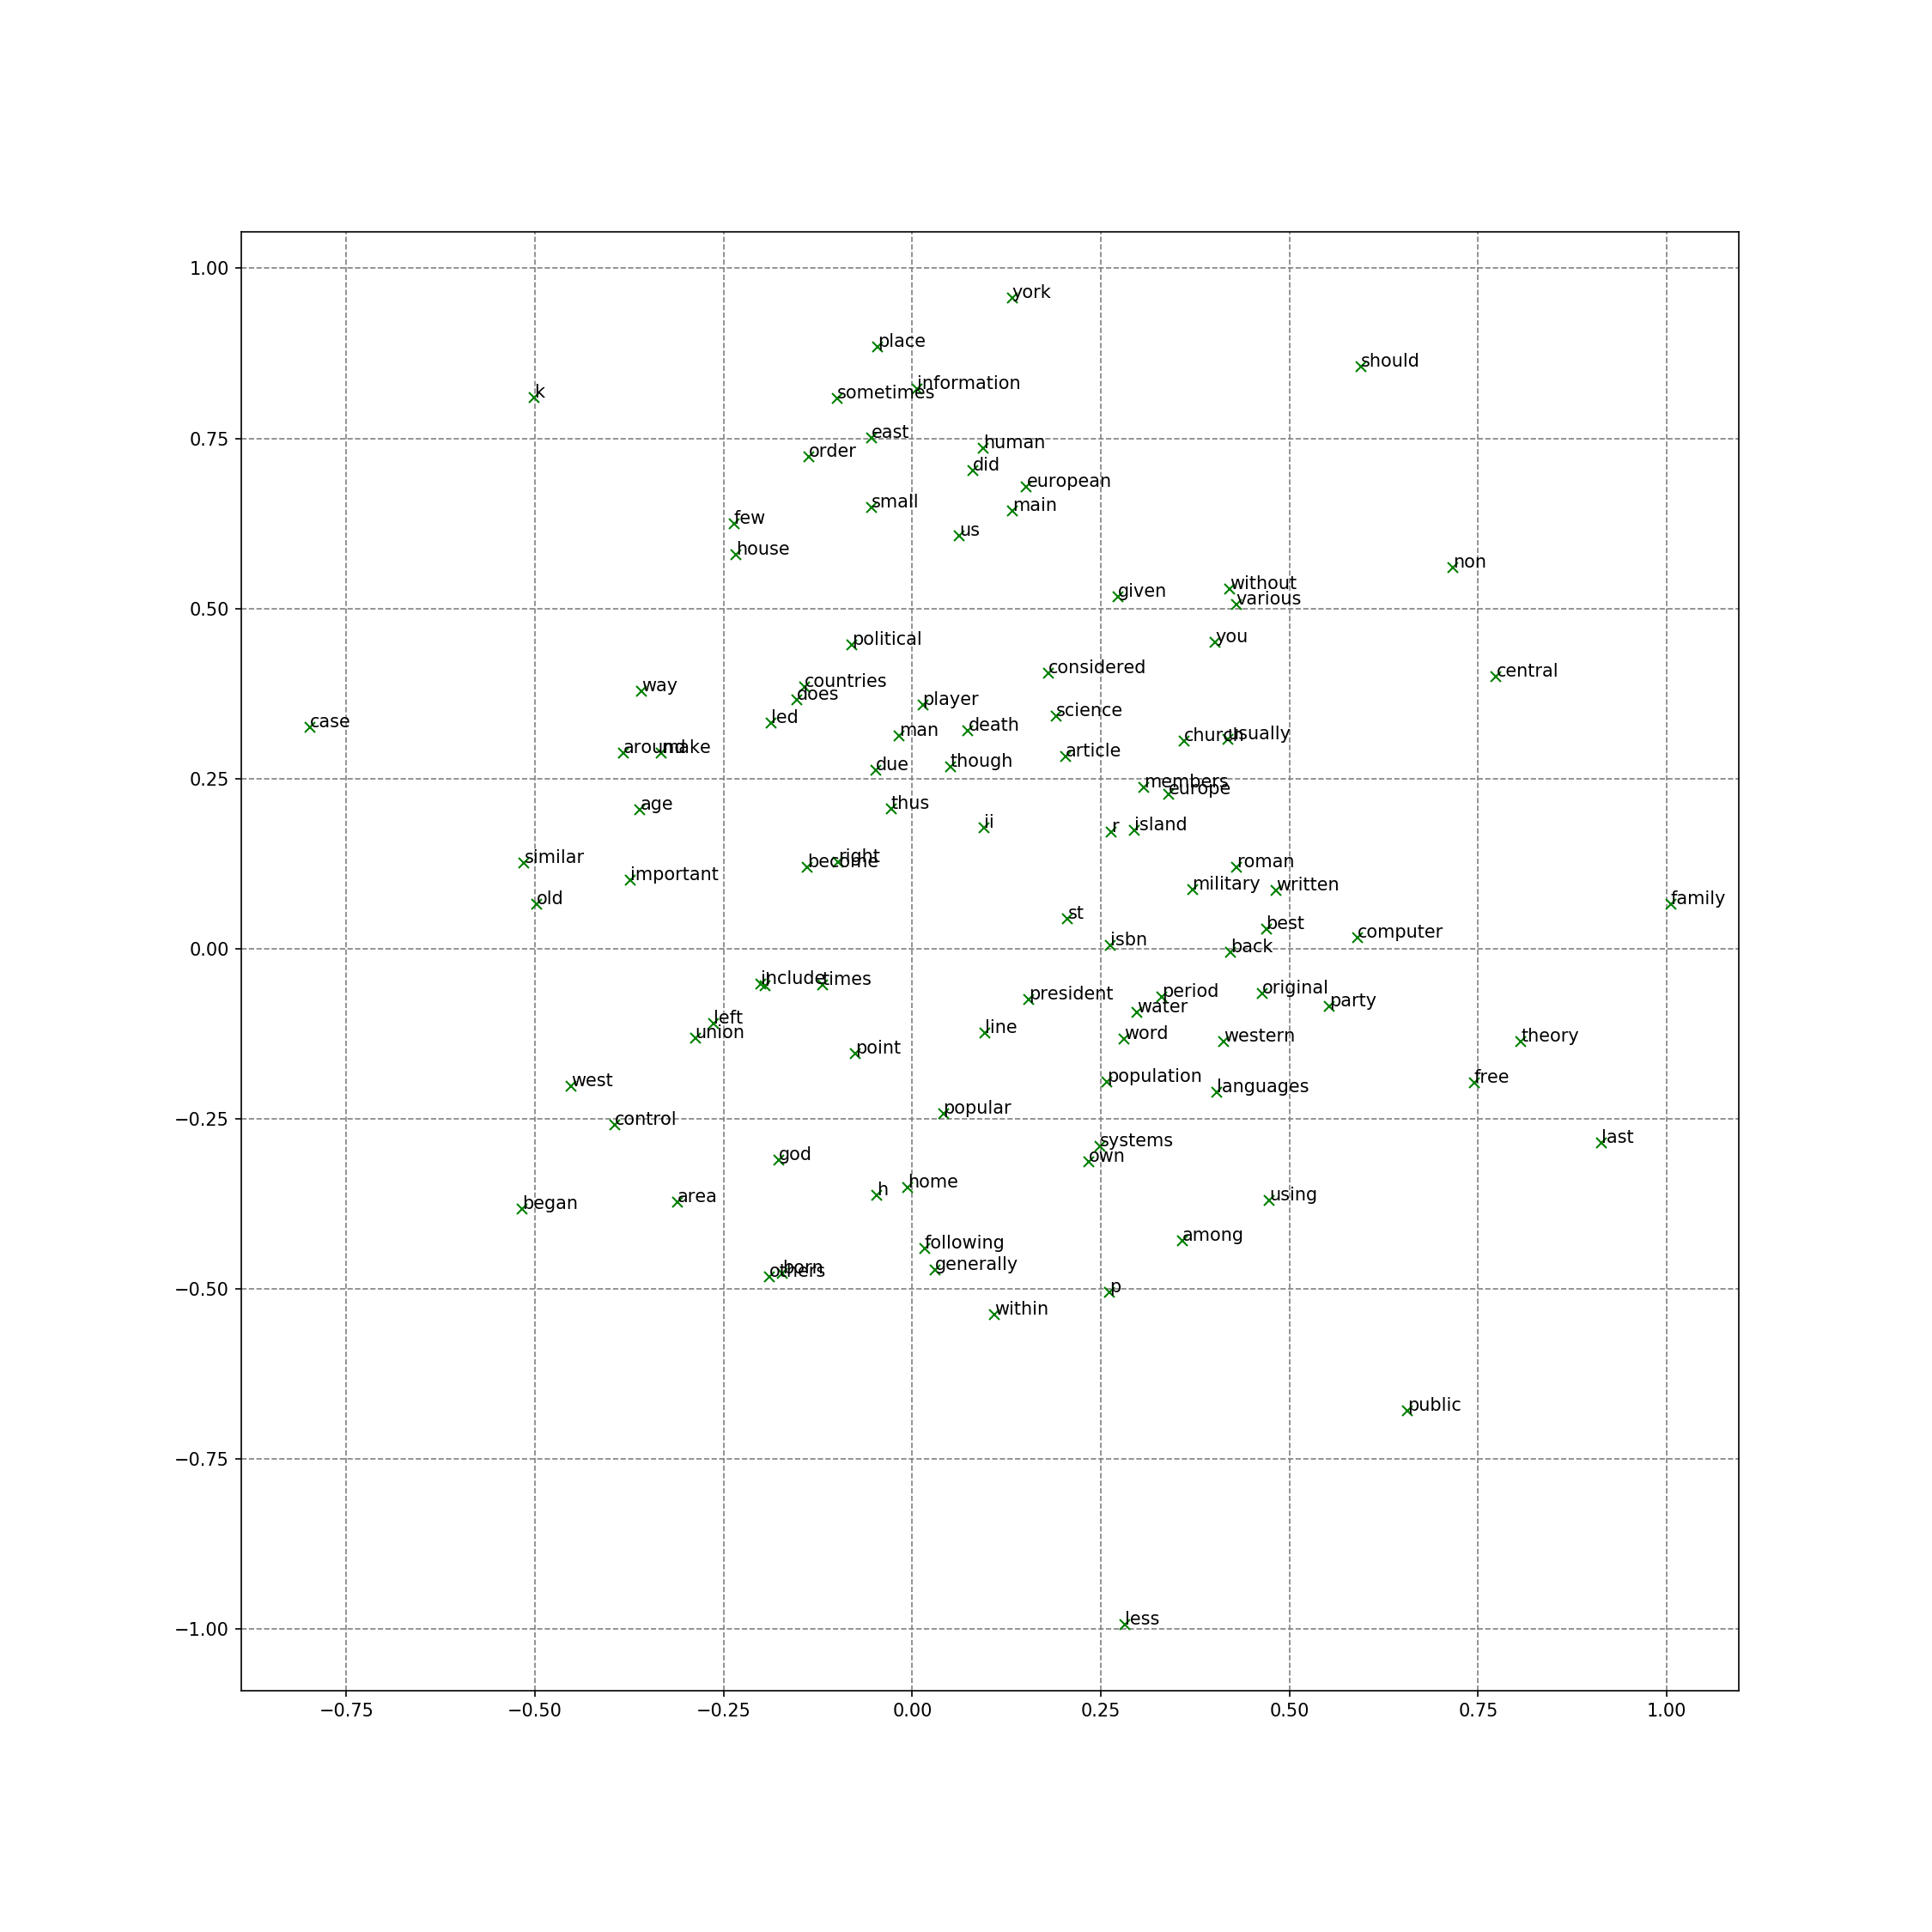 1.00
york
place
should
information
k
sometimes
0.75
east
human
order
did
european
small
main
few
us
house
non
without
given
various
0.50
political
you
considered
central
countries
way
does
player
science
led
case
death
man
church
usually
around
make
article
due
though
0.25
members
europe
age
thus
ii
r
island
similar
right
become
roman
important
military
written
old
family
st
best
computer
isbn
back
0.00
include
times
original
president
period
party
water
left
line
union
word
western
theory
point
population
free
west
languages
popular
control
−0.25
last
systems
own
god
home
h
using
area
began
among
following
generally
born
others
−0.50
p
within
public
−0.75
less
−1.00
−0.75
−0.50
−0.25
0.00
0.25
0.50
0.75
1.00